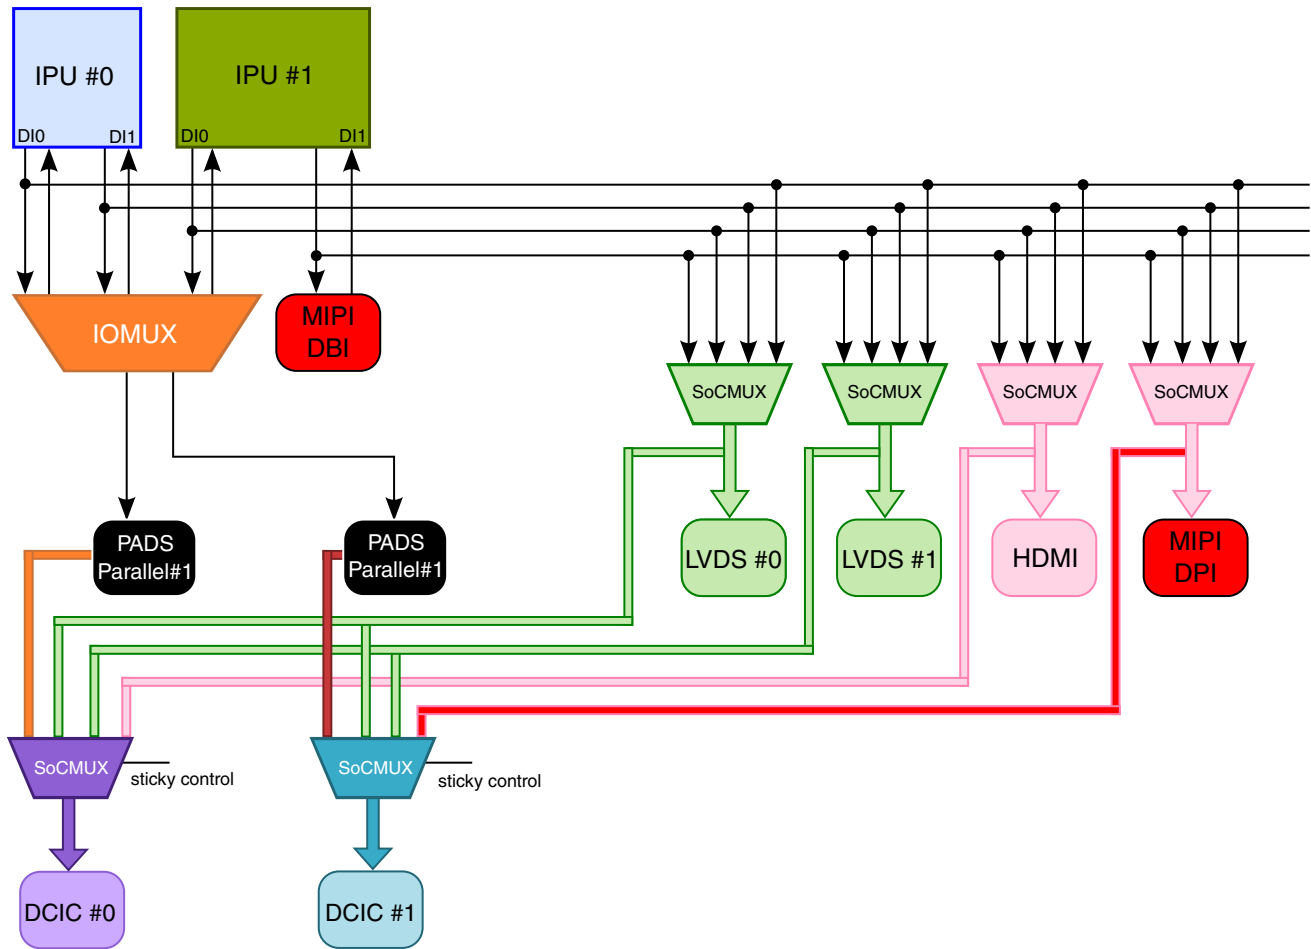 IPU #0
IPU #1
DI0
DI1
DI0
DI1
IOMUX
MIPI
DBI
SoCMUX
SoCMUX
SoCMUX
SoCMUX
PADS
Parallel#1
PADS
Parallel#1
LVDS #0
LVDS #1
HDMI
MIPI
DPI
SoCMUX
sticky control
SoCMUX
sticky control
DCIC #0
DCIC #1